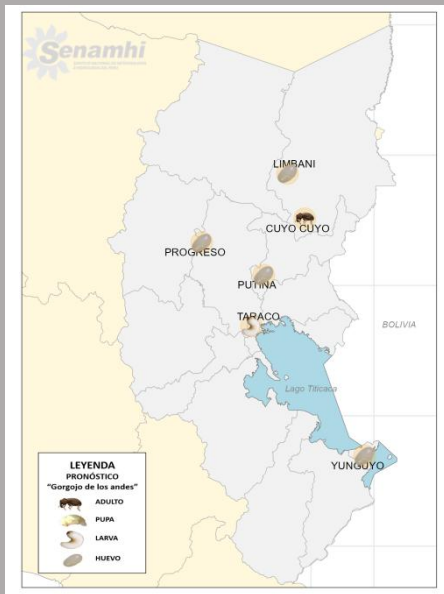 Senamhi
LIMBANI
CUYO CUYO
PROGRESO
PUTINA
TARACO
BOLIVIA
Lago Titicaca
YUNGUYO
LEYENDA
PRONÓSTICO
"Gorgojo de los andes"
ADULTO
PUPA
LARVA
HUEVO